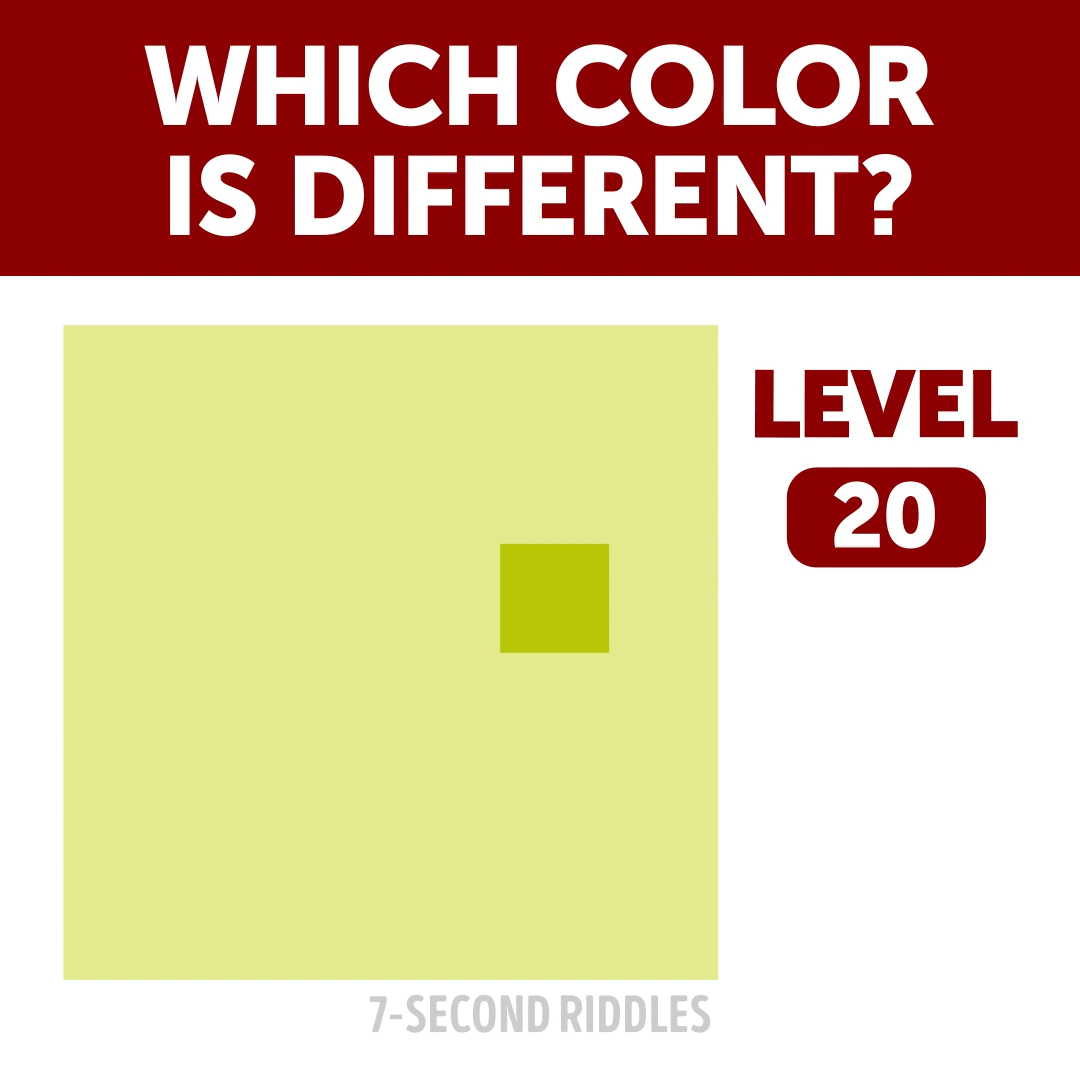 WHICH COLOR
IS DIFFERENT?
LEVEL
20
7-SECOND RIDDLES